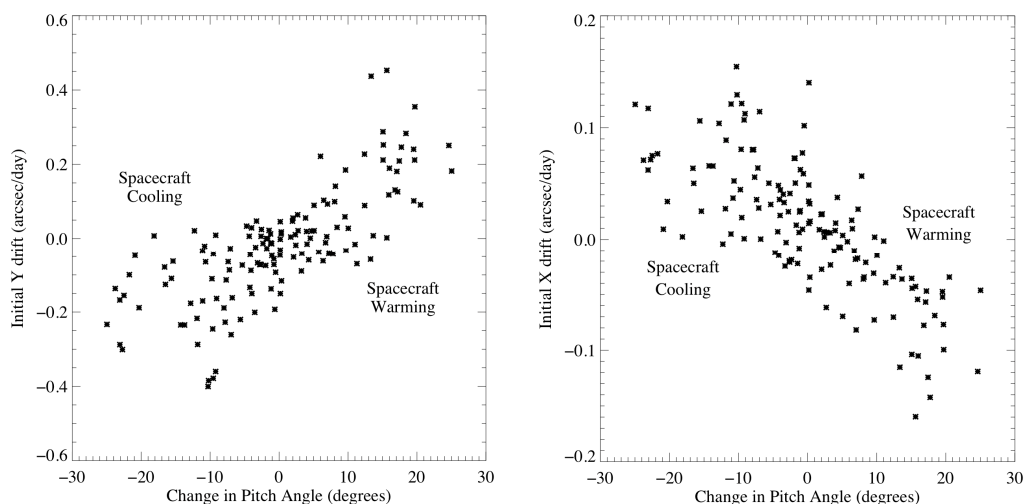 0.6
0.4
0.2
0.0
−0.2
−0.4
−0.6
Initial Y drift (arcsec/day)
Spacecraft
Cooling
Spacecraft
Warming
−30
−20
−10
0
10
20
30
Change in Pitch Angle (degrees)
0.2
0.1
0.0
−0.1
−0.2
Initial X drift (arcsec/day)
Spacecraft
Warming
Spacecraft
Cooling
−30
−20
−10
0
10
20
30
Change in Pitch Angle (degrees)